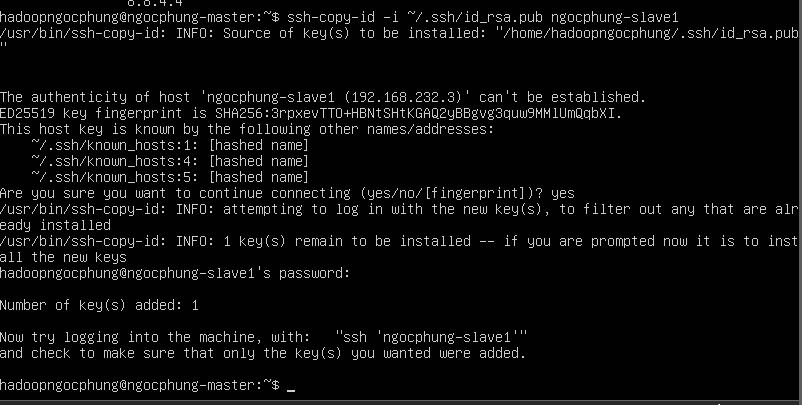 8.8.4.4
hadoopngocphung@ngocphung-master:~$ ssh-copy-id -i ~/.ssh/id_rsa.pub ngocphung-slave1
/usr/bin/ssh-copy-id: INFO: Source of key(s) to be installed: "/home/hadoopngocphung/.ssh/id_rsa.pub
"
The authenticity of host 'ngocphung-slave1 (192.168.232.3)' can't be established.
ED25519 key fingerprint is SHA256:3rpxevTTO+HBNtSHtKGAQ2yBBgvg3quw9MMlUmQqbXI.
This host key is known by the following other names/addresses:
    ~/.ssh/known_hosts:1: [hashed name]
    ~/.ssh/known_hosts:4: [hashed name]
    ~/.ssh/known_hosts:5: [hashed name]
Are you sure you want to continue connecting (yes/no/[fingerprint])? yes
/usr/bin/ssh-copy-id: INFO: attempting to log in with the new key(s), to filter out any that are alr
eady installed
/usr/bin/ssh-copy-id: INFO: 1 key(s) remain to be installed -- if you are prompted now it is to inst
all the new keys
hadoopngocphung@ngocphung-slave1's password:
Number of key(s) added: 1
Now try logging into the machine, with:   "ssh 'ngocphung-slave1'"
and check to make sure that only the key(s) you wanted were added.
hadoopngocphung@ngocphung-master:~$ _